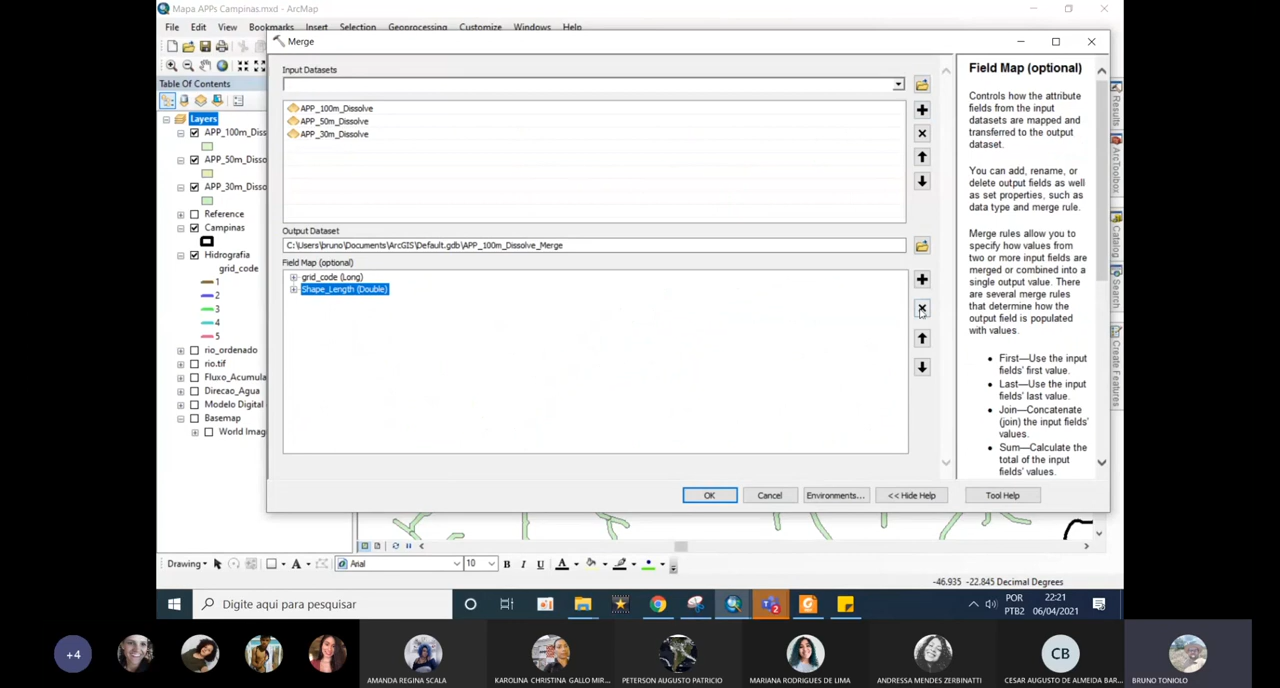 Mapa APPs Campinas.mxd - ArcMap
File Edit View Bookmarks Insert Selection Geoprocessing Customize Windows Help
Merge
Table Of Contents
Layers
APP_100m_Diss
APP_50m_Disso
APP_30m_Disso
Reference
Campinas
Hidrografia
grid_code
1
2
3
4
5
rio_ordenado
rio.tif
Fluxo_Acumula
Direcao_Agua
Modelo Digital
Basemap
World Imag
Input Datasets
APP_100m_Dissolve
APP_50m_Dissolve
APP_30m_Dissolve
Output Dataset
C:\Users\bruno\Documents\ArcGIS\Default.gdb\APP_100m_Dissolve_Merge
Field Map (optional)
grid_code (Long)
Shape_Length (Double)
OK Cancel Environments... << Hide Help Tool Help
Field Map (optional)
Controls how the attribute
fields from the input
datasets are mapped and
transferred to the output
dataset.
You can add, rename, or
delete output fields as well
as set properties, such as
data type and merge rule.
Merge rules allow you to
specify how values from
two or more input fields are
merged or combined into a
single output value. There
are several merge rules
that determine how the
output field is populated
with values.
• First—Use the input
fields' first value.
• Last—Use the input
fields' last value.
• Join—Concatenate
(join) the input fields'
values.
• Sum—Calculate the
total of the input
fields' values.
Results
ArcToolbox
Catalog
Search
Create Features
Drawing Arial 10 B I U A
-46.935 -22.845 Decimal Degrees
Digite aqui para pesquisar
2
POR
PTB2
22:21
06/04/2021
+4
CB
AMANDA REGINA SCALA
KAROLINA CHRISTINA GALLO MIR...
PETERSON AUGUSTO PATRICIO
MARIANA RODRIGUES DE LIMA
ANDRESSA MENDES ZERBINATTI
CESAR AUGUSTO DE ALMEIDA BAR...
BRUNO TONIOLO